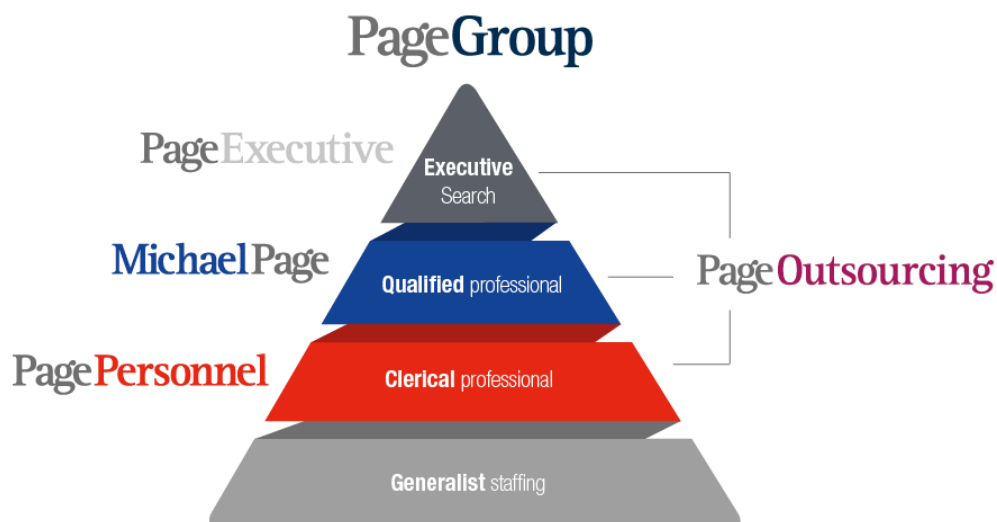 PageGroup
PageExecutive
Executive
Search
MichaelPage
Qualified professional
PageOutsourcing
PagePersonnel
Clerical professional
Generalist staffing